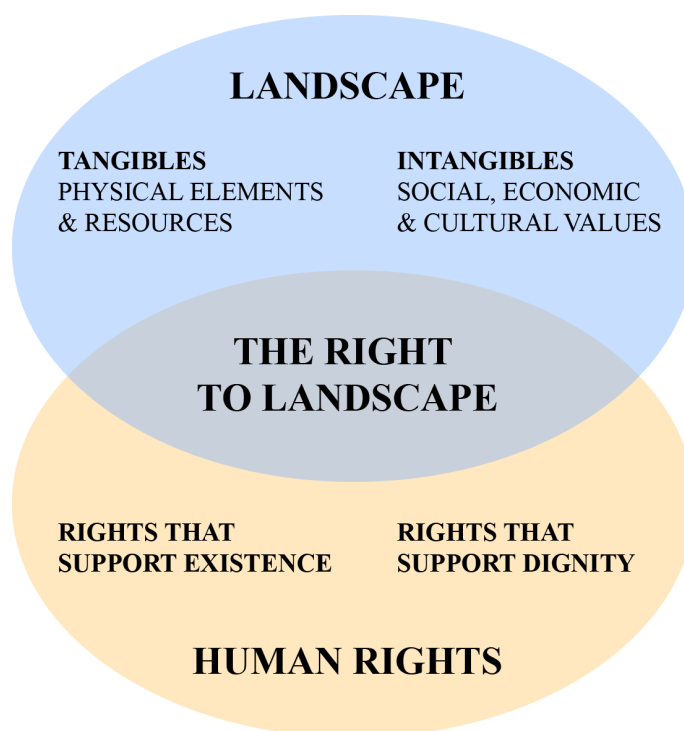 LANDSCAPE
TANGIBLES
PHYSICAL ELEMENTS
& RESOURCES
INTANGIBLES
SOCIAL, ECONOMIC
& CULTURAL VALUES
THE RIGHT
TO LANDSCAPE
RIGHTS THAT
SUPPORT EXISTENCE
RIGHTS THAT
SUPPORT DIGNITY
HUMAN RIGHTS